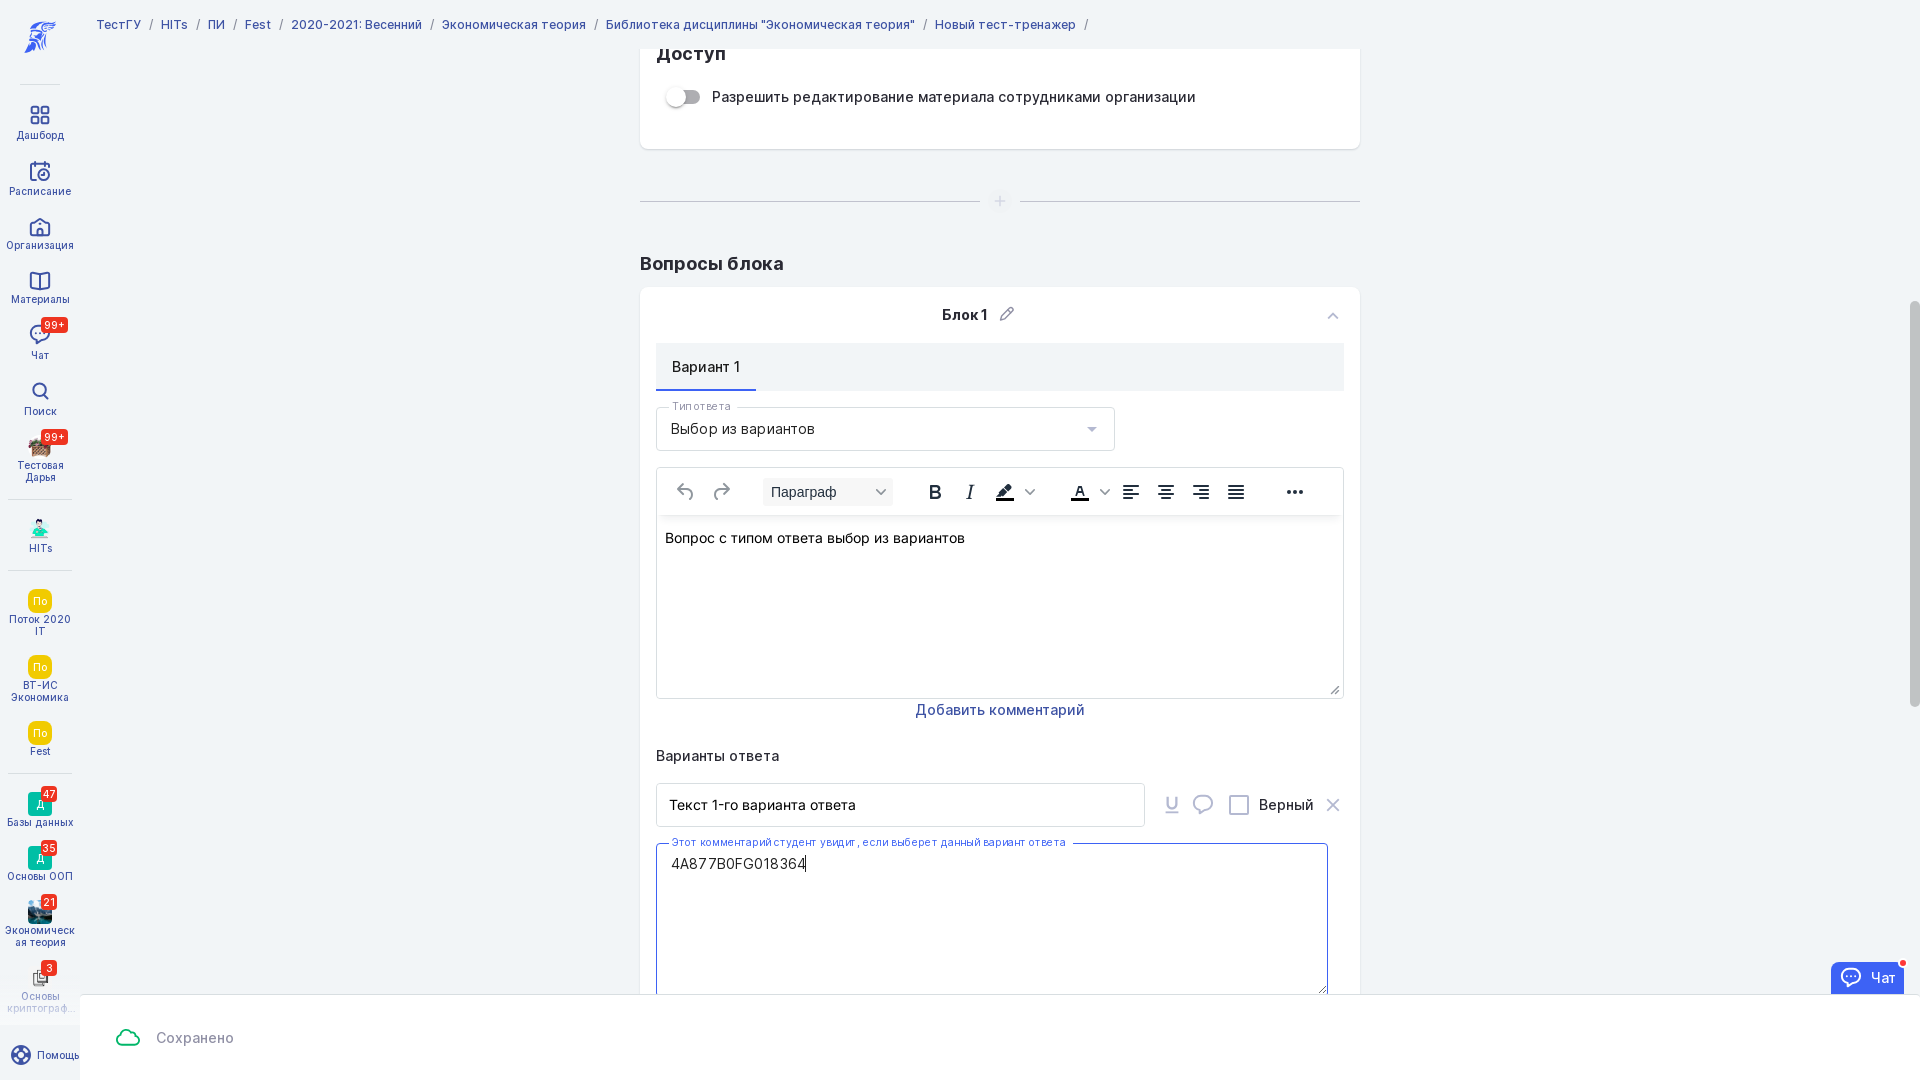 ТестГУ / HITs / ПИ / Fest / 2020-2021: Весенний / Экономическая теория / Библиотека дисциплины "Экономическая теория" / Новый тест-тренажер /
Дашборд
Расписание
Организация
Материалы
99+
Чат
Поиск
99+
Тестовая
Дарья
HITs
По
Поток 2020
IT
По
ВТ-ИС
Экономика
По
Fest
47
Д
Базы данных
35
Д
Основы ООП
21
Экономическ
ая теория
3
Основы
криптограф...
Помощь
Доступ
Разрешить редактирование материала сотрудниками организации
Вопросы блока
Блок 1
Вариант 1
Тип ответа
Выбор из вариантов
Параграф
Вопрос с типом ответа выбор из вариантов
Добавить комментарий
Варианты ответа
Текст 1-го варианта ответа
Верный
Этот комментарий студент увидит, если выберет данный вариант ответа
4A877B0FG018364
Чат
Сохранено